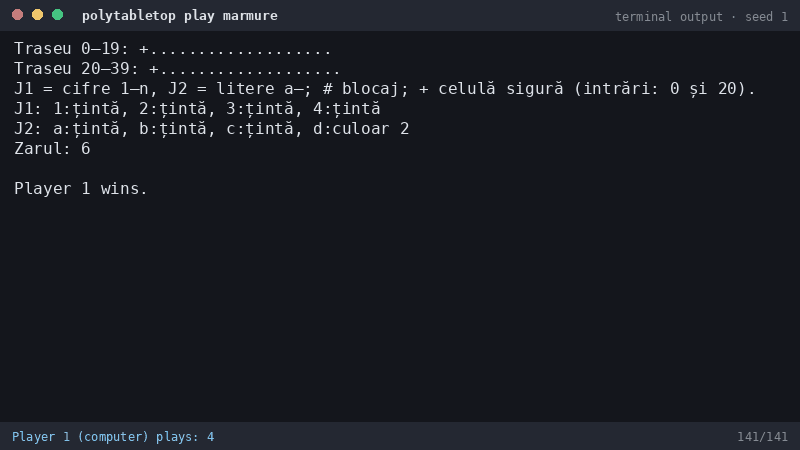 polytabletop play marmure
terminal output · seed 1
Traseu 0–19: +...................
Traseu 20–39: +...................
J1 = cifre 1–n, J2 = litere a–; # blocaj; + celulă sigură (intrări: 0 și 20).
J1: 1:țintă, 2:țintă, 3:țintă, 4:țintă
J2: a:țintă, b:țintă, c:țintă, d:culoar 2
Zarul: 6
Player 1 wins.
Player 1 (computer) plays: 4
141/141